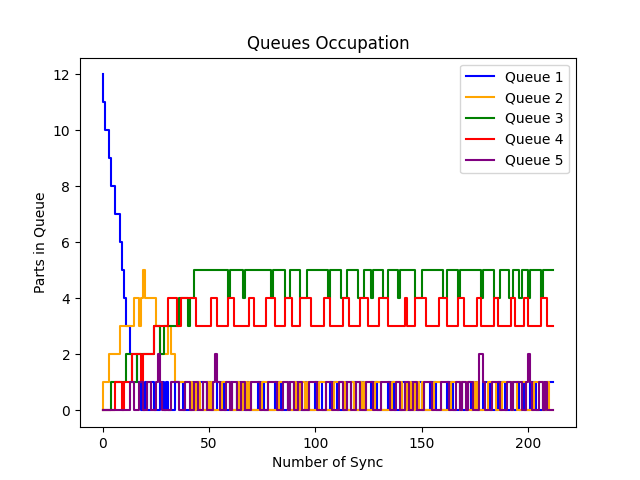 Queues Occupation
12
10
8
6
4
2
0
Parts in Queue
Queue 1
Queue 2
Queue 3
Queue 4
Queue 5
0 50 100 150 200
Number of Sync